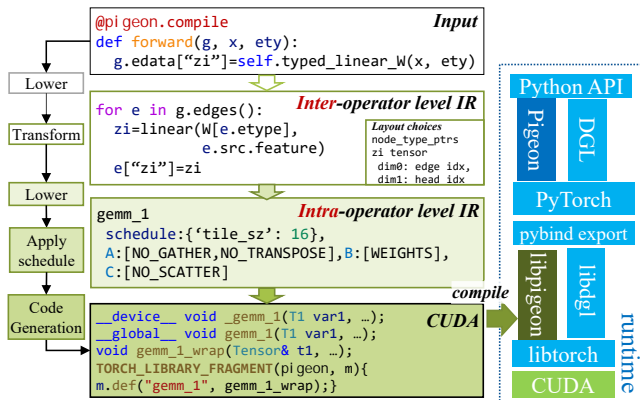 @pigeon.compile
Input
def forward(g, x, ety):
g.edata["zi"]=self.typed_linear_W(x, ety)
Lower
Transform
Lower
Apply
schedule
Code
Generation
for e in g.edges():
Inter-operator level IR
zi=linear(W[e.etype],
e.src.feature)
e["zi"]=zi
Layout choices
node_type_ptrs
zi tensor
dim0: edge idx,
dim1: head idx
gemm_1
Intra-operator level IR
schedule:{'tile_sz': 16},
A:[NO_GATHER,NO_TRANSPOSE],B:[WEIGHTS],
C:[NO_SCATTER]
compile
__device__ void _gemm_1(T1 var1, …);
CUDA
__global__ void gemm_1(T1 var1, …);
void gemm_1_wrap(Tensor& t1, …);
TORCH_LIBRARY_FRAGMENT(pigeon, m){
m.def("gemm_1", gemm_1_wrap);}
Python API
Pigeon
DGL
PyTorch
pybind export
libpigeon
libdgl
libtorch
CUDA
runtime